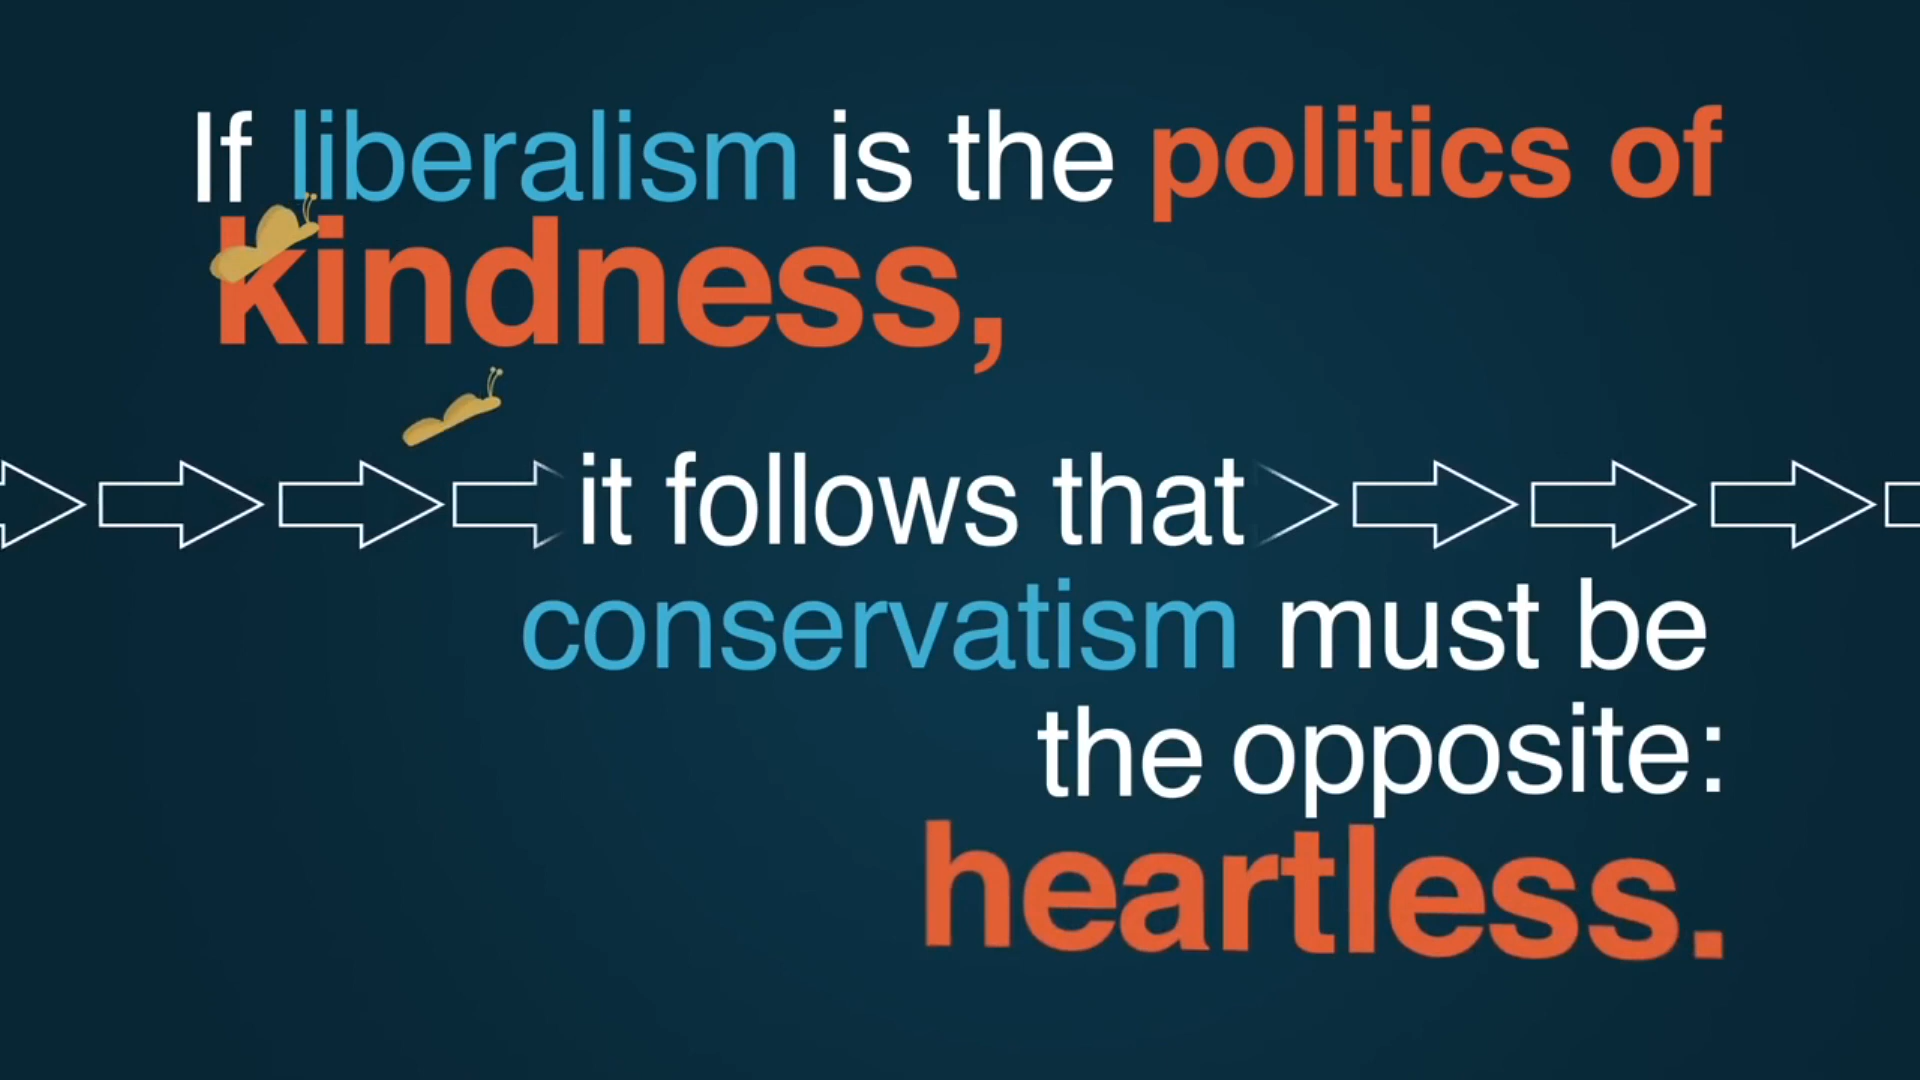 If liberalism is the politics of
kindness,
it follows that
conservatism must be
the opposite:
heartless.